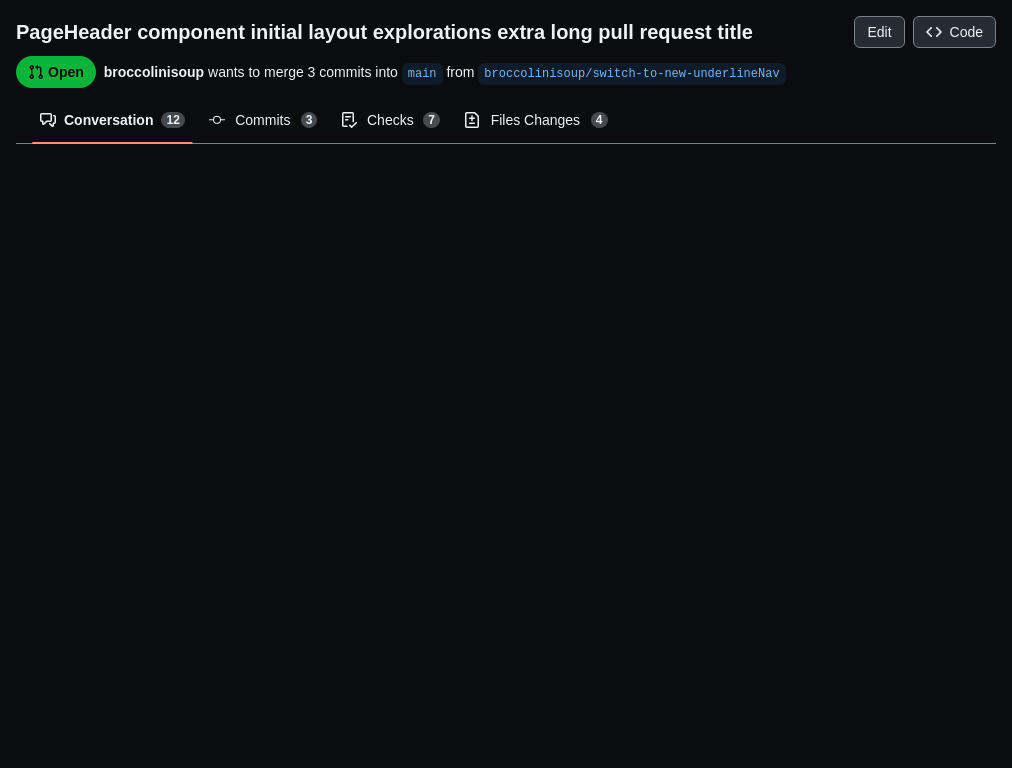 PageHeader component initial layout explorations extra long pull request title
Edit
Code
Open
broccolinisoup wants to merge 3 commits into main from broccolinisoup/switch-to-new-underlineNav
Conversation 12
Commits 3
Checks 7
Files Changes 4